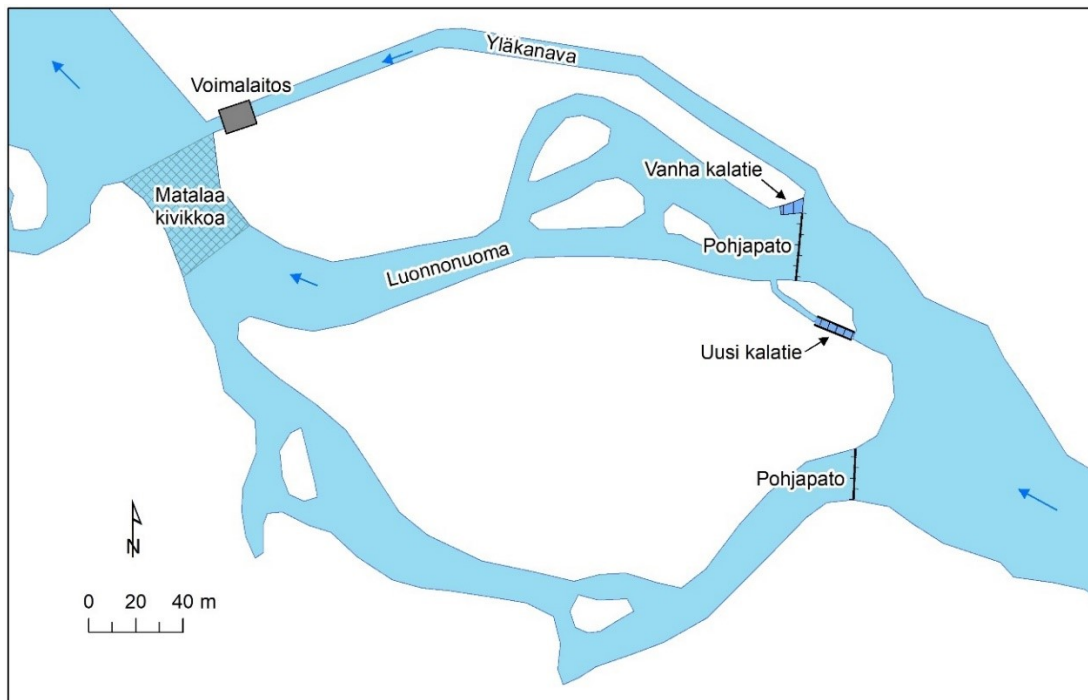 Yläkanava
Voimalaitos
Vanha kalatie
Matalaa
kivikkoa
Pohjapato
Luonnonuoma
Uusi kalatie
Pohjapato
N
0 20 40 m